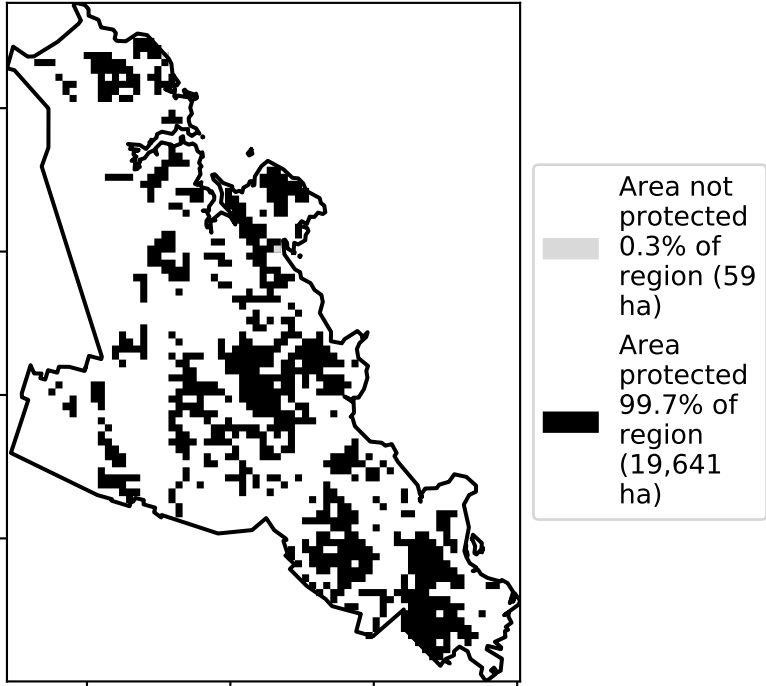 Area not
protected
0.3% of
region (59
ha)
Area
protected
99.7% of
region
(19,641
ha)